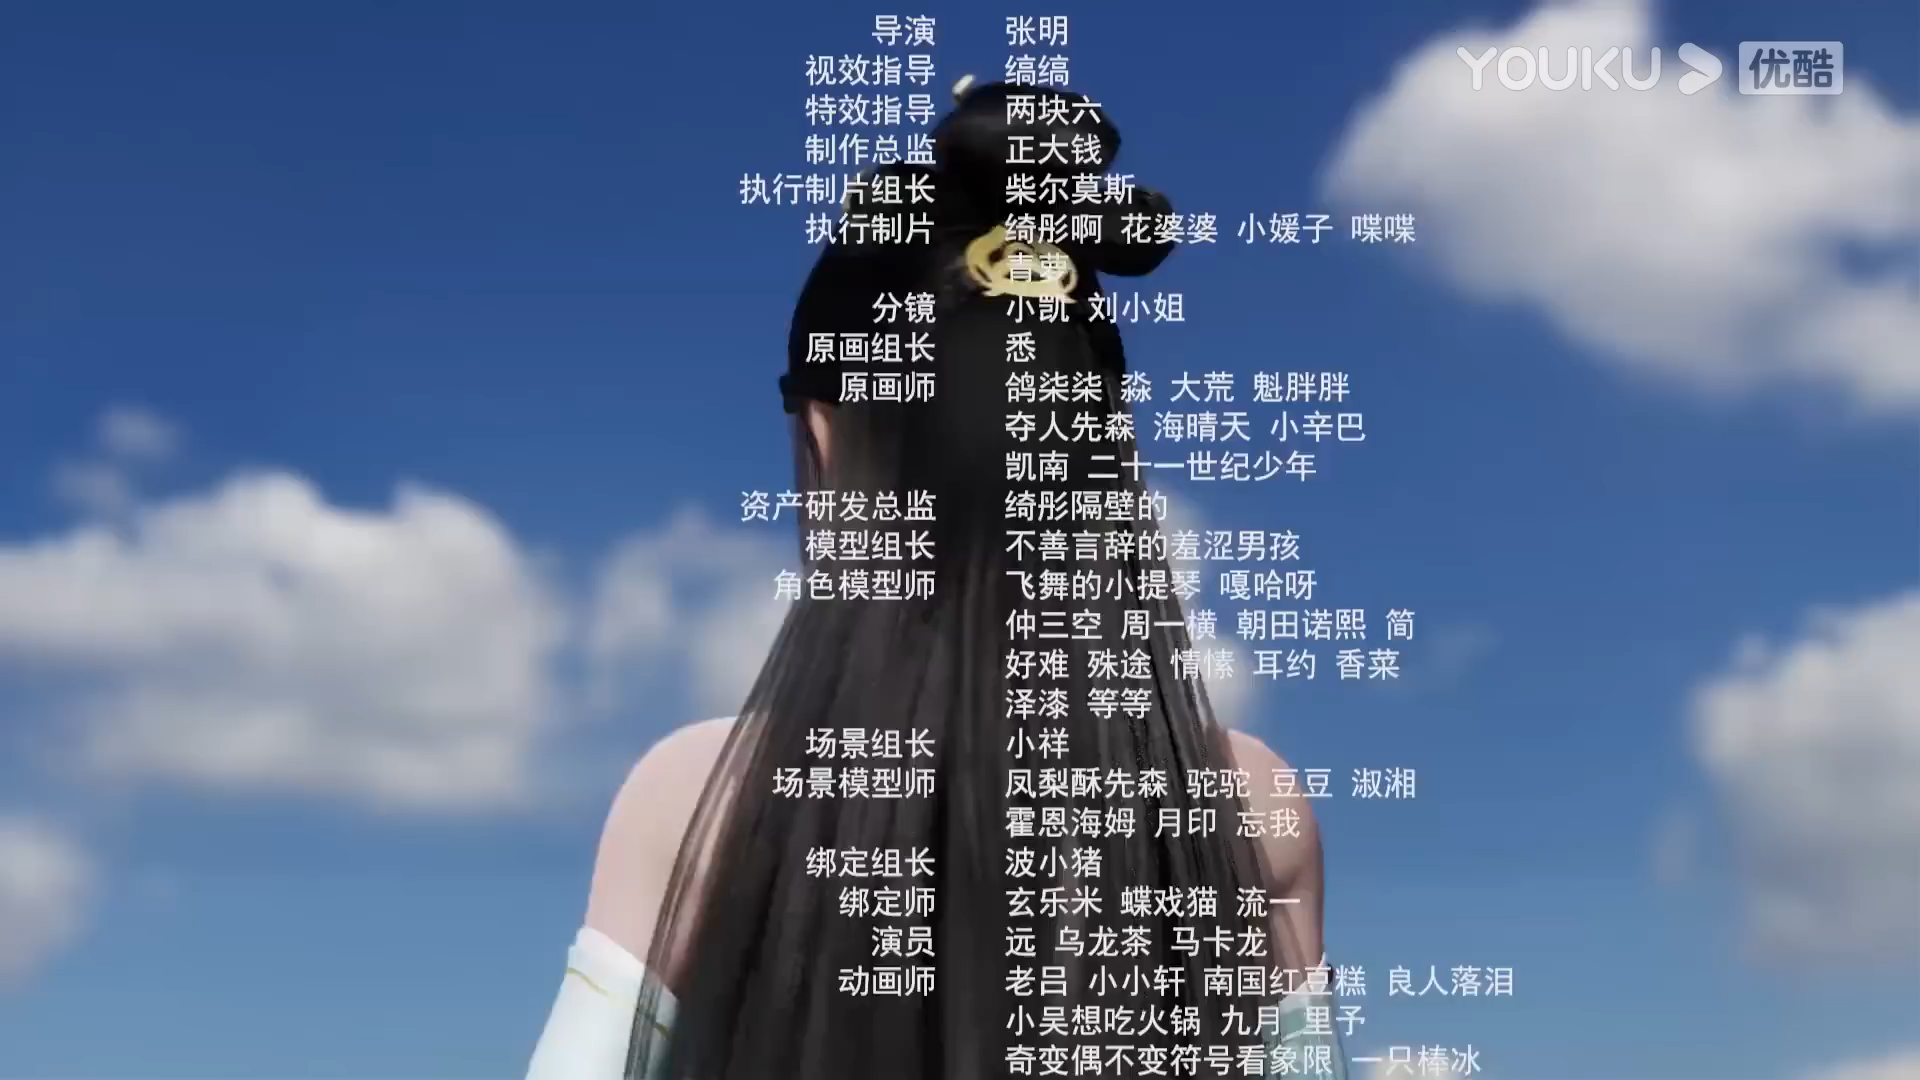 YOUKU 优酷
导演 张明
视效指导 缟缟
特效指导 两块六
制作总监 正大钱
执行制片组长 柴尔莫斯
执行制片 绮彤啊 花婆婆 小媛子 喋喋
青萝
分镜 小凯 刘小姐
原画组长 悉
原画师 鸽柒柒 淼 大荒 魁胖胖
夺人先森 海晴天 小辛巴
凯南 二十一世纪少年
资产研发总监 绮彤隔壁的
模型组长 不善言辞的羞涩男孩
角色模型师 飞舞的小提琴 嘎哈呀
仲三空 周一横 朝田诺熙 简
好难 殊途 情愫 耳约 香菜
泽漆 等等
场景组长 小祥
场景模型师 凤梨酥先森 驼驼 豆豆 淑湘
霍恩海姆 月印 忘我
绑定组长 波小猪
绑定师 玄乐米 蝶戏猫 流一
演员 远 乌龙茶 马卡龙
动画师 老吕 小小轩 南国红豆糕 良人落泪
小吴想吃火锅 九月 里予
奇变偶不变符号看象限 一只棒冰